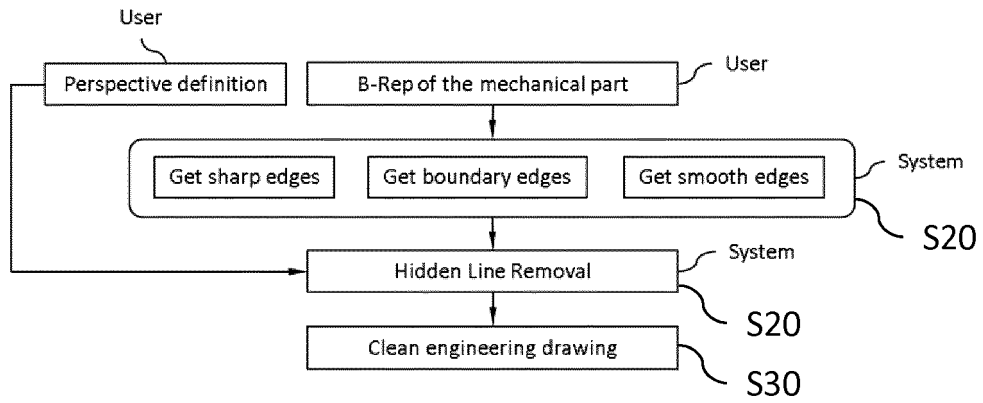 User
Perspective definition
B-Rep of the mechanical part
User
Get sharp edges
Get boundary edges
Get smooth edges
System
S20
Hidden Line Removal
System
S20
Clean engineering drawing
S30